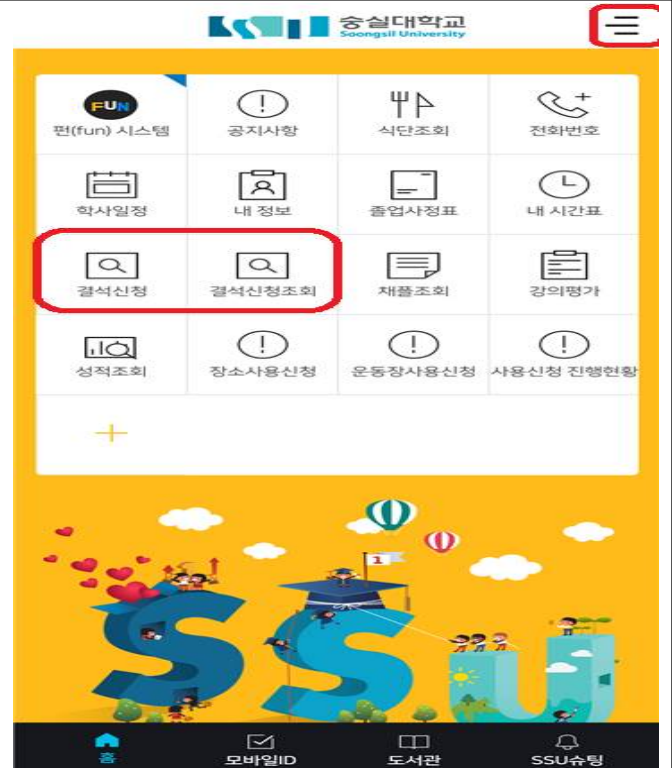 숭실대학교
Soongsil University
FUN
펀(fun) 시스템
공지사항
식단조회
전화번호
학사일정
내 정보
졸업사정표
내 시간표
결석신청
결석신청조회
채플조회
강의평가
성적조회
장소사용신청
운동장사용신청
사용신청 진행현황
1
SSU
홈
모바일ID
도서관
SSU슈팅